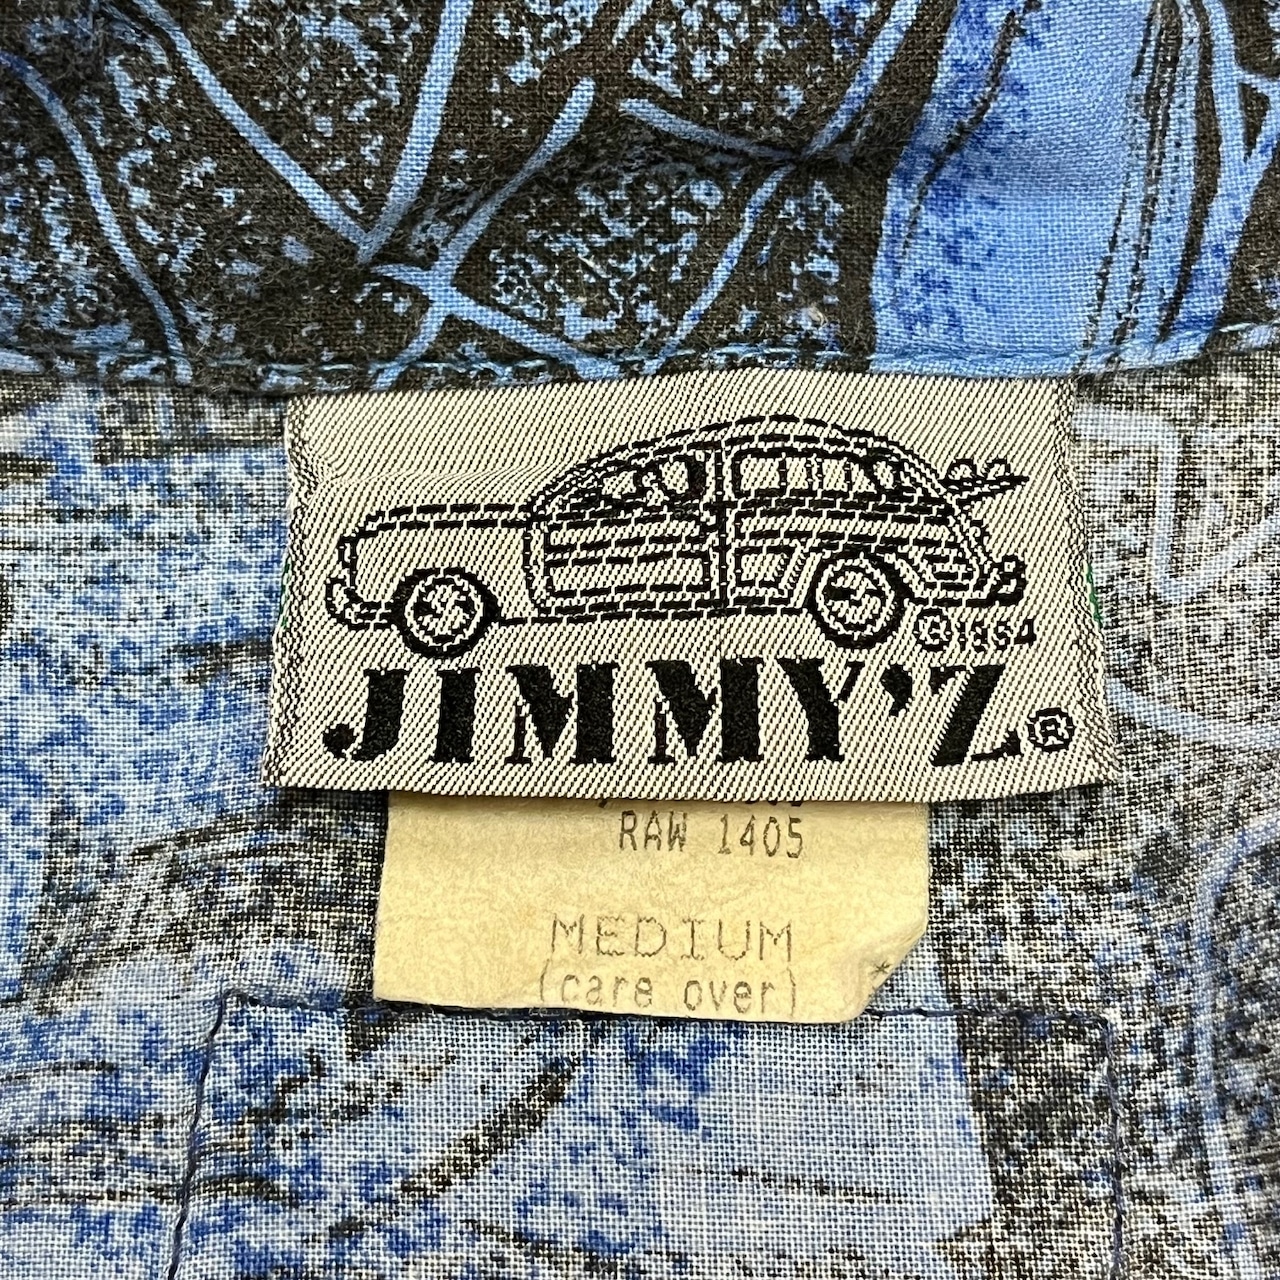 ©1984
JIMMY'Z®
RAW 1405
MEDIUM
(care over)
*